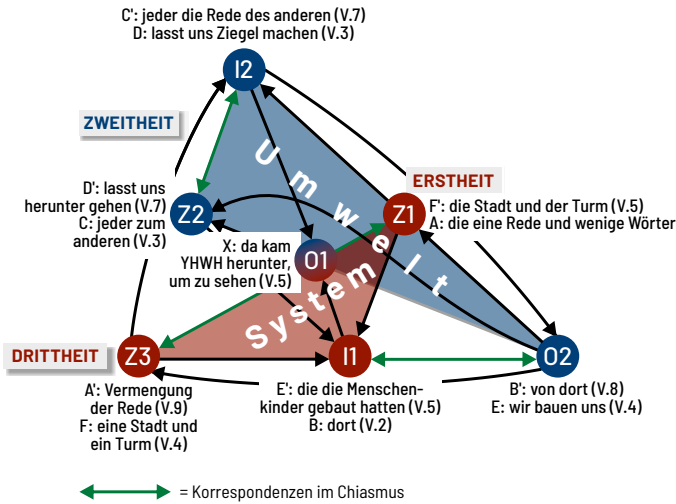 C': jeder die Rede des anderen (V.7)
D: lasst uns Ziegel machen (V.3)
I2
ZWEITHEIT
Umwelt
ERSTHEIT
D': lasst uns
herunter gehen (V.7)
C: jeder zum
anderen (V.3)
Z2
Z1
F': die Stadt und der Turm (V.5)
A: die eine Rede und wenige Wörter
X: da kam
YHWH herunter,
um zu sehen (V.5)
O1
System
DRITTHEIT
Z3
I1
O2
A': Vermengung
der Rede (V.9)
F: eine Stadt und
ein Turm (V.4)
E': die die Menschen-
kinder gebaut hatten (V.5)
B: dort (V.2)
B': von dort (V.8)
E: wir bauen uns (V.4)
= Korrespondenzen im Chiasmus